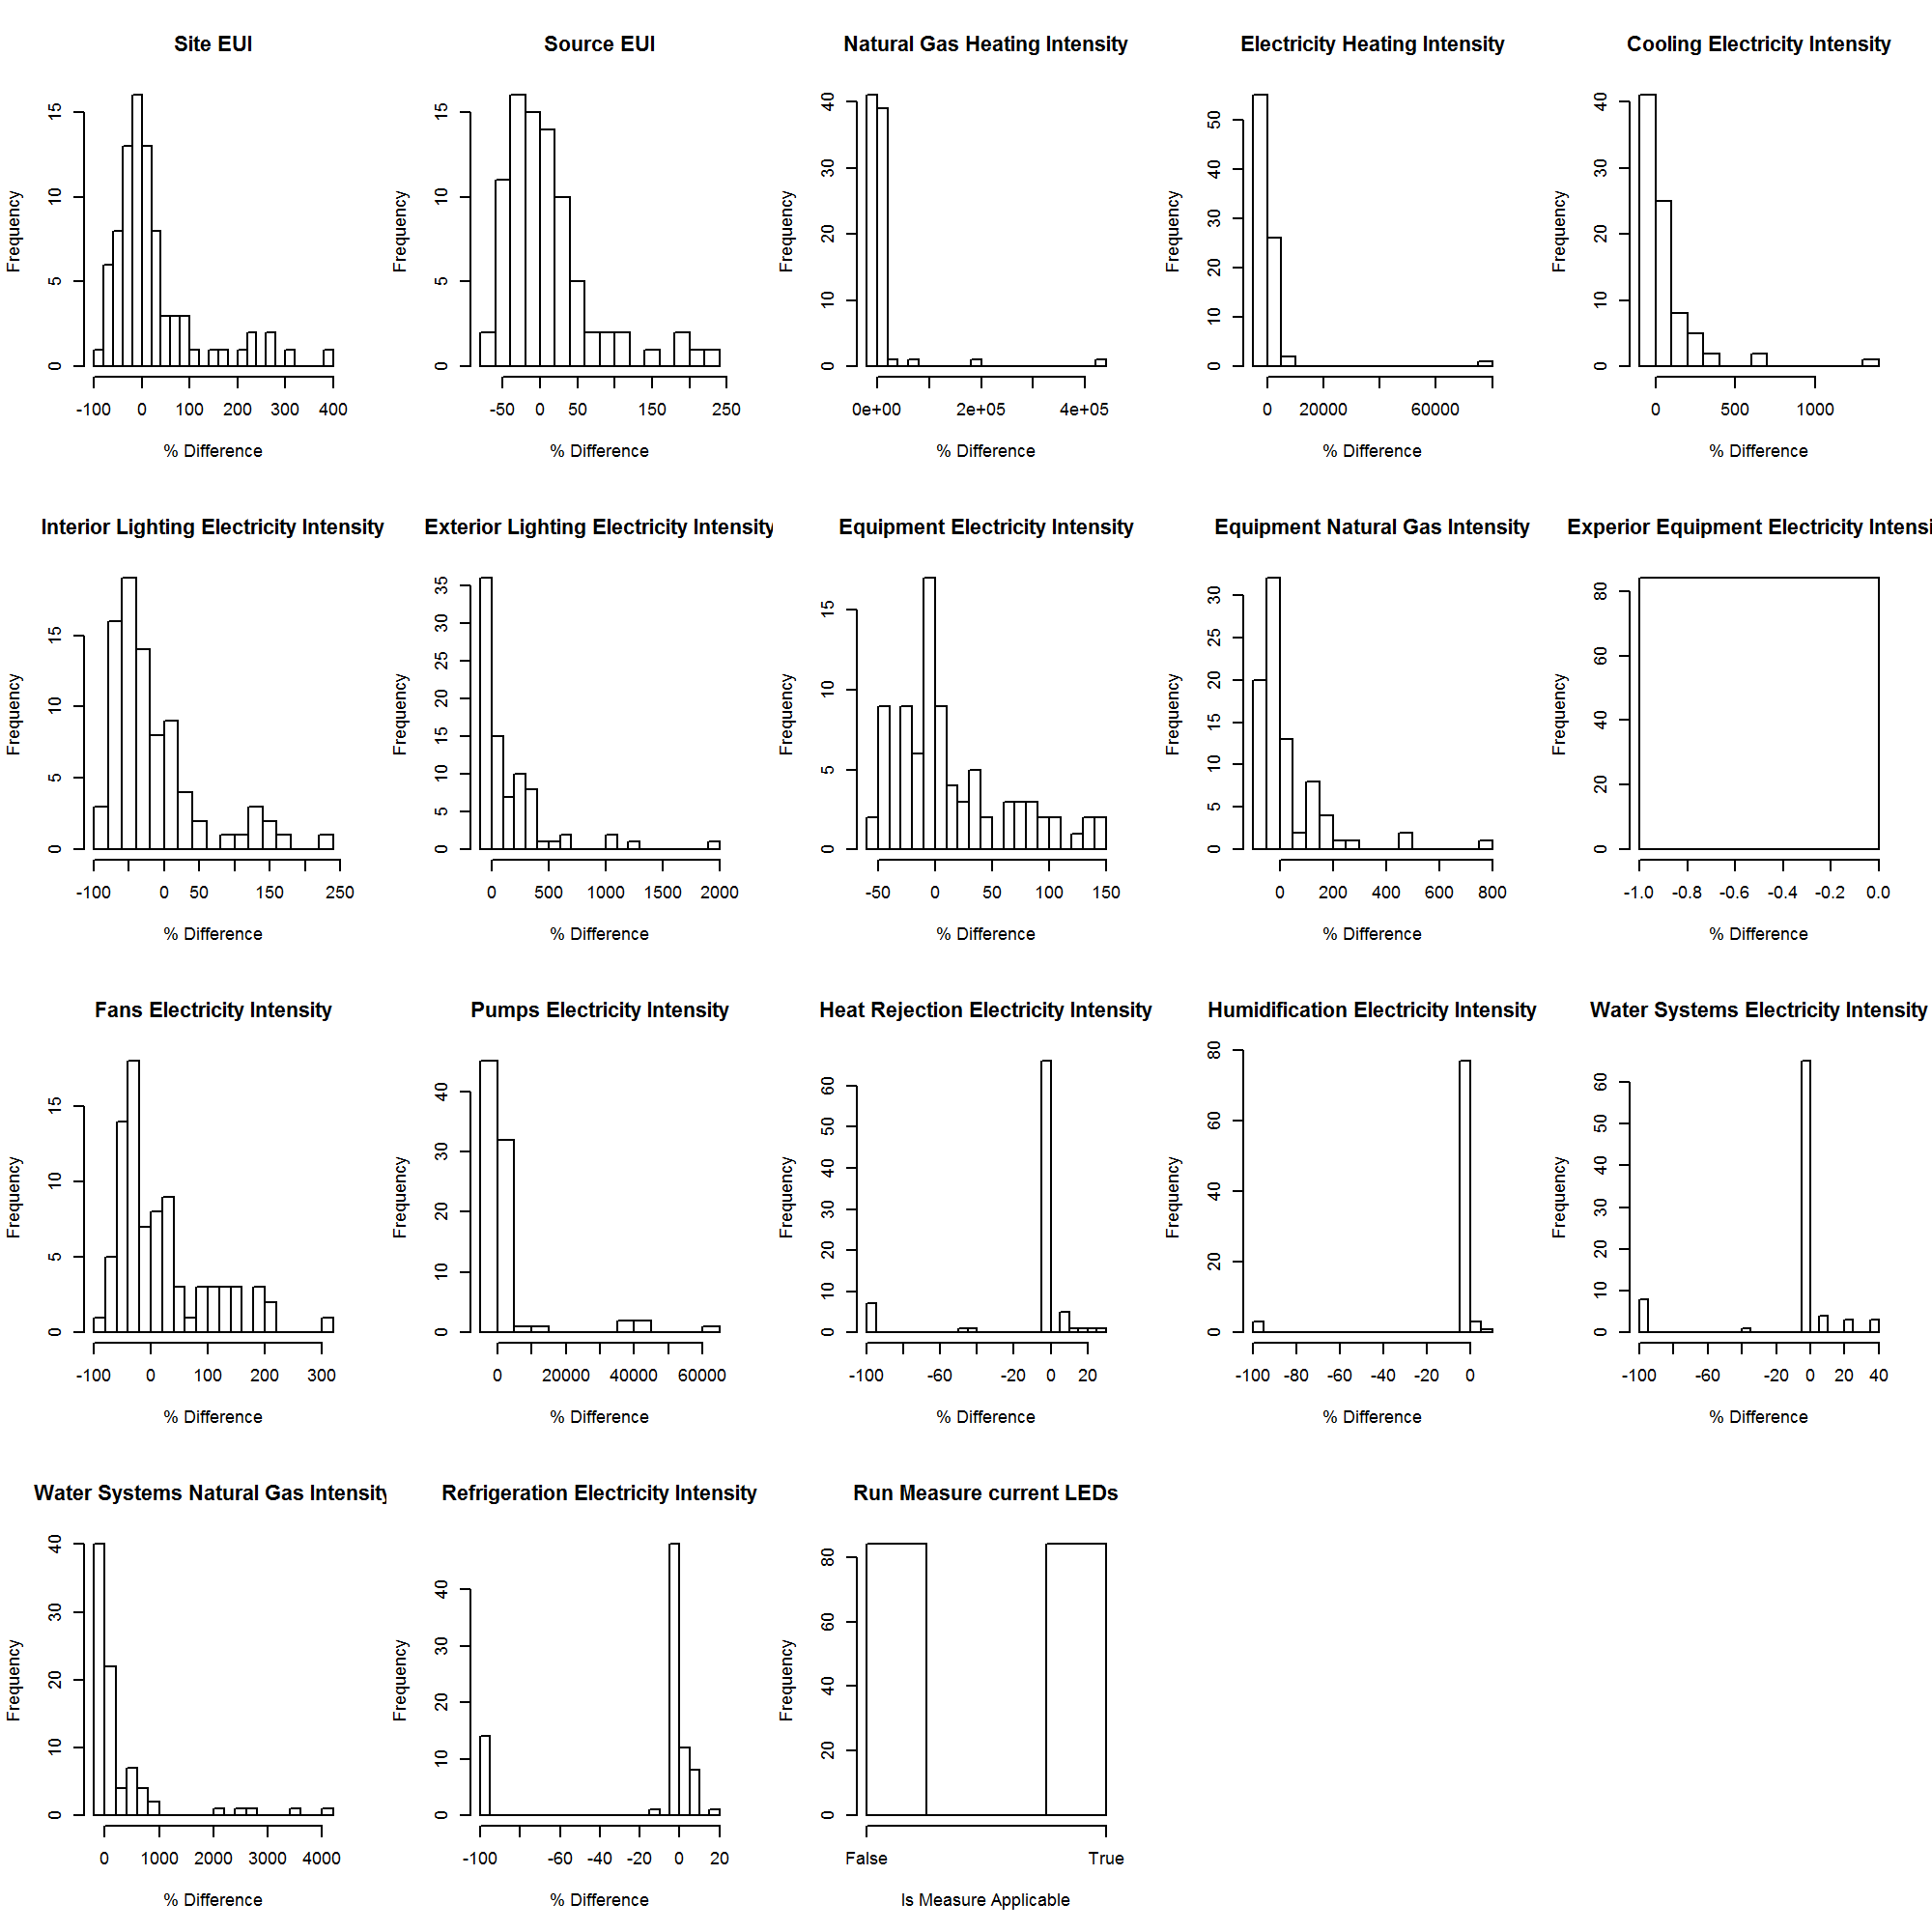 Site EUI
Frequency
0 5 10 15
-100 0 100 200 300 400
% Difference
Source EUI
Frequency
0 5 10 15
-50 0 50 150 250
% Difference
Natural Gas Heating Intensity
Frequency
0 10 20 30 40
0e+00 2e+05 4e+05
% Difference
Electricity Heating Intensity
Frequency
0 10 20 30 40 50
0 20000 60000
% Difference
Cooling Electricity Intensity
Frequency
0 10 20 30 40
0 500 1000
% Difference
Interior Lighting Electricity Intensity
Frequency
0 5 10 15
-100 0 50 150 250
% Difference
Exterior Lighting Electricity Intensity
Frequency
0 5 10 15 20 25 30 35
0 500 1000 1500 2000
% Difference
Equipment Electricity Intensity
Frequency
0 5 10 15
-50 0 50 100 150
% Difference
Equipment Natural Gas Intensity
Frequency
0 5 10 15 20 25 30
0 200 400 600 800
% Difference
Experior Equipment Electricity Intensi
Frequency
0 20 40 60 80
-1.0 -0.8 -0.6 -0.4 -0.2 0.0
% Difference
Fans Electricity Intensity
Frequency
0 5 10 15
-100 0 100 200 300
% Difference
Pumps Electricity Intensity
Frequency
0 10 20 30 40
0 20000 40000 60000
% Difference
Heat Rejection Electricity Intensity
Frequency
0 10 20 30 40 50 60
-100 -60 -20 0 20
% Difference
Humidification Electricity Intensity
Frequency
0 20 40 60 80
-100 -80 -60 -40 -20 0
% Difference
Water Systems Electricity Intensity
Frequency
0 10 20 30 40 50 60
-100 -60 -20 0 20 40
% Difference
Water Systems Natural Gas Intensity
Frequency
0 10 20 30 40
0 1000 2000 3000 4000
% Difference
Refrigeration Electricity Intensity
Frequency
0 10 20 30 40
-100 -60 -40 -20 0 20
% Difference
Run Measure current LEDs
Frequency
0 20 40 60 80
False True
Is Measure Applicable